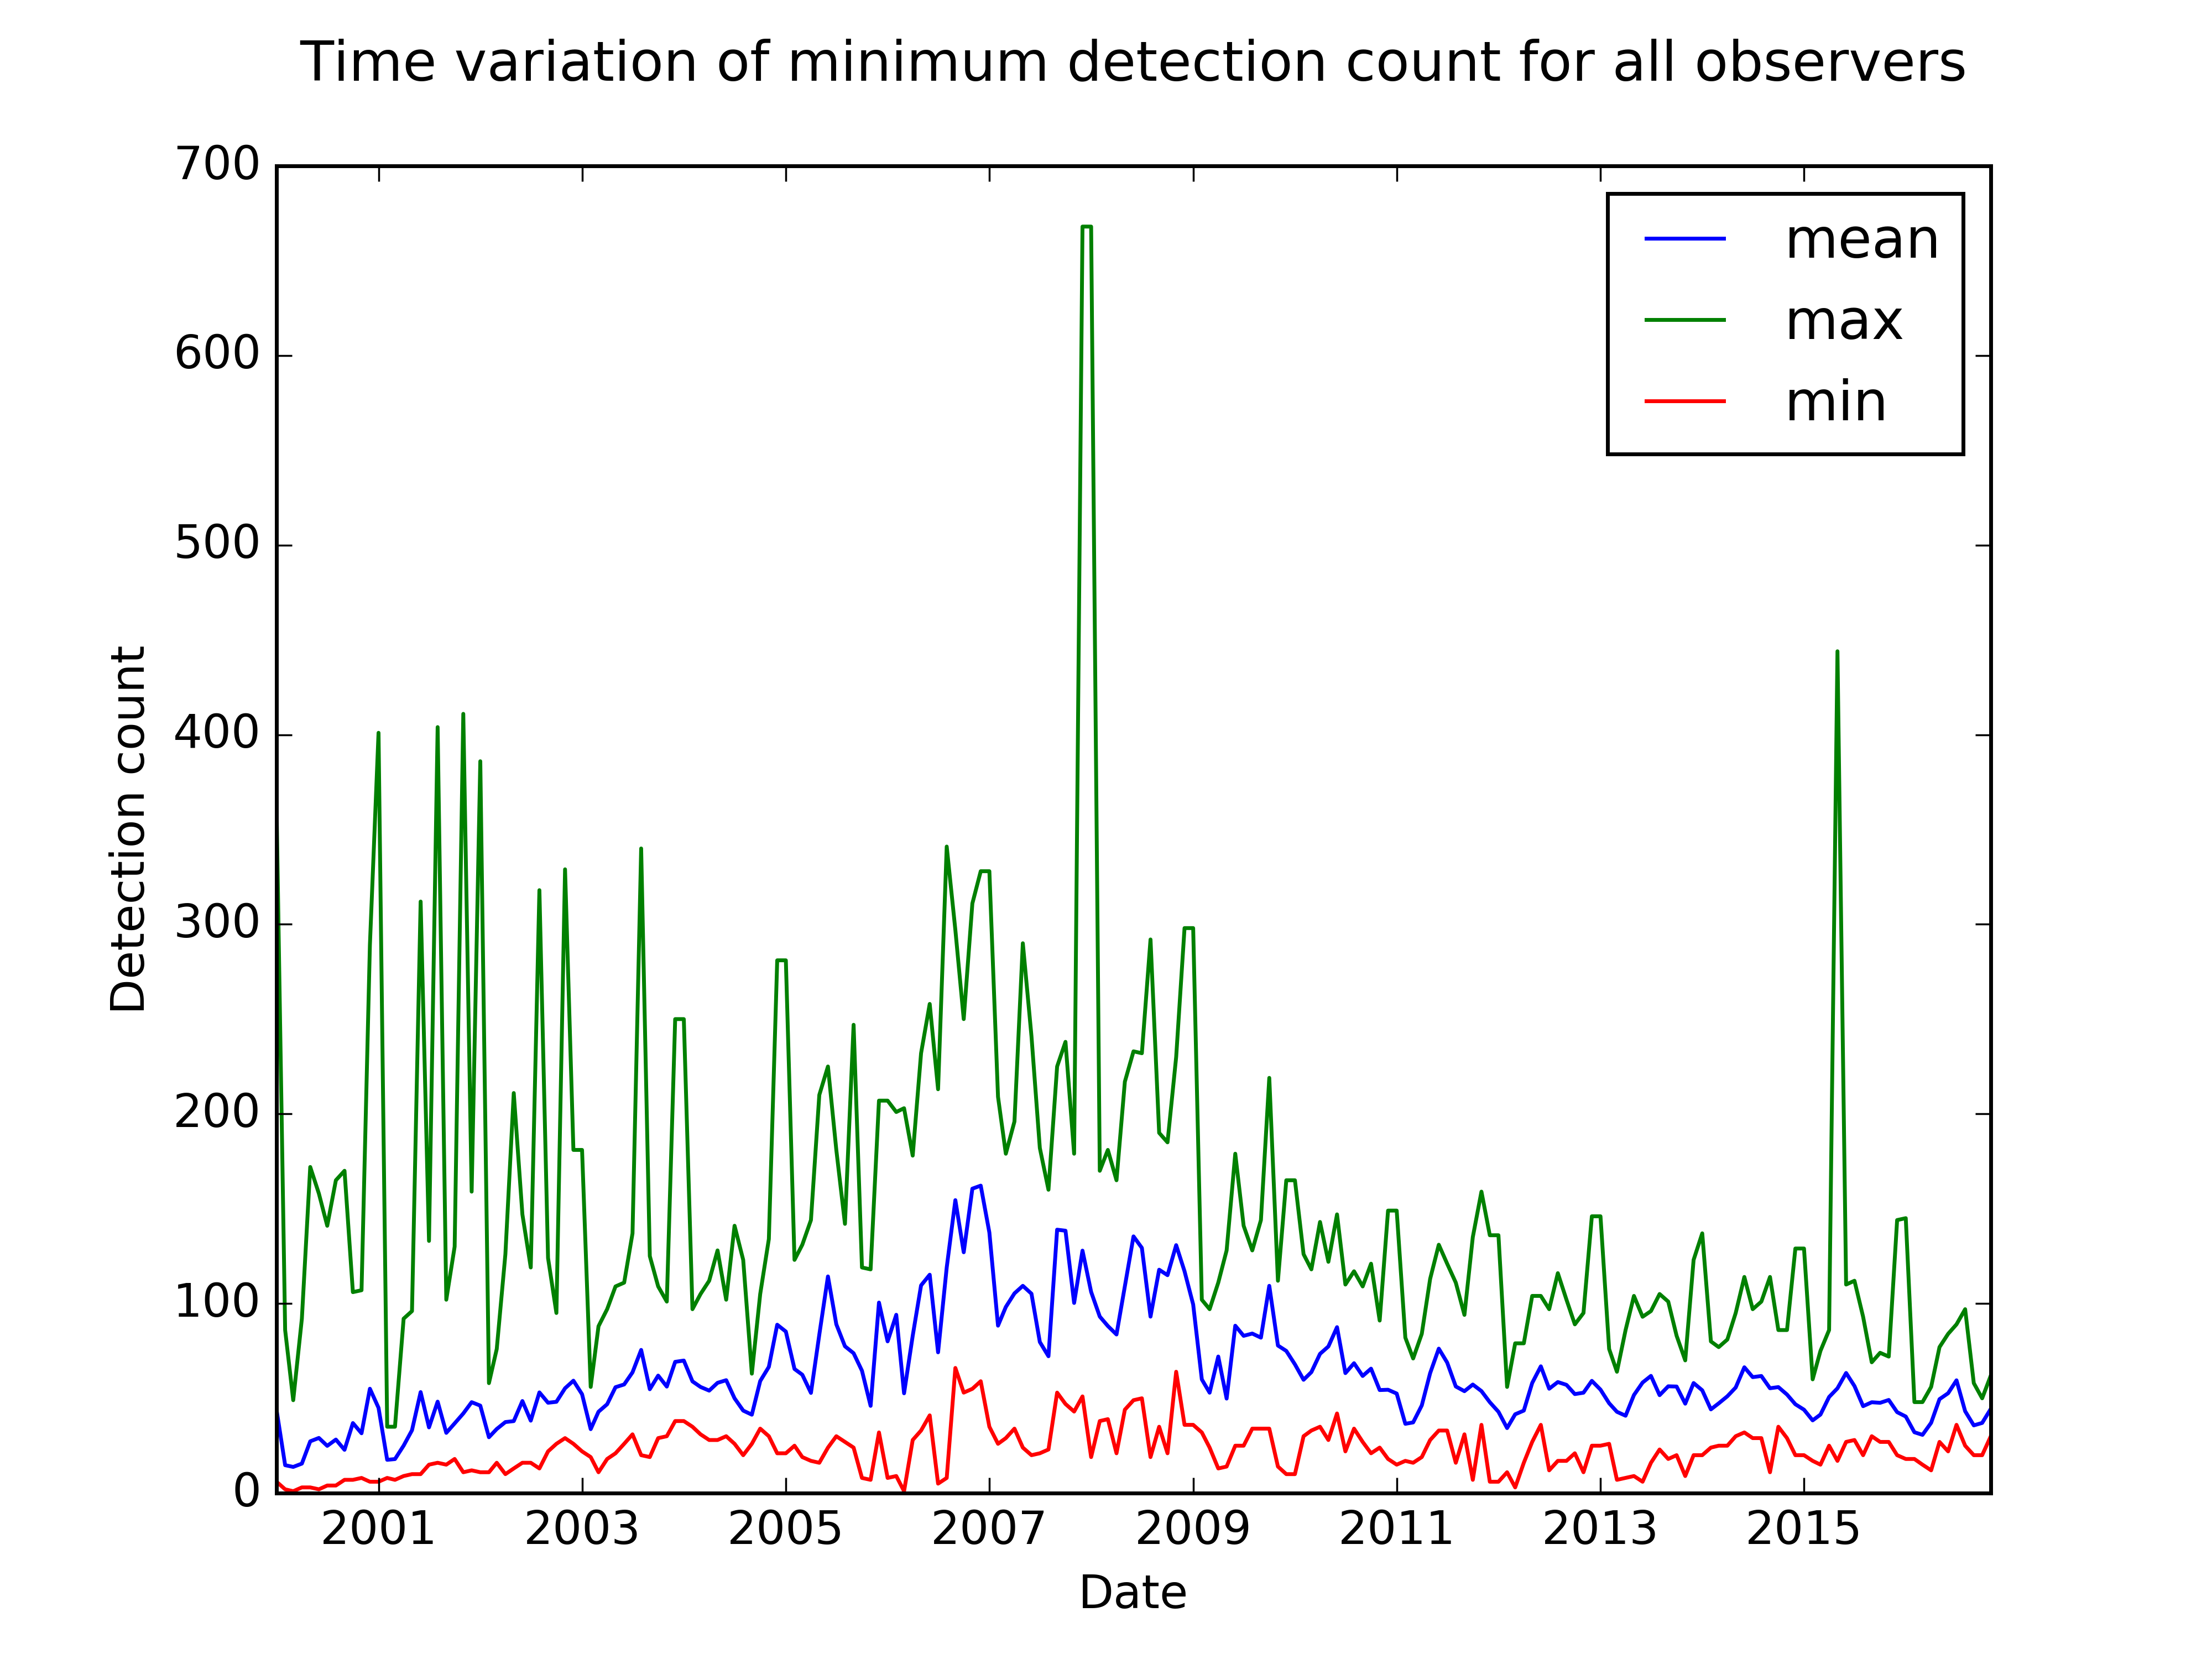 Time variation of minimum detection count for all observers
700
600
500
400
300
200
100
0
Detection count
mean
max
min
2001 2003 2005 2007 2009 2011 2013 2015
Date